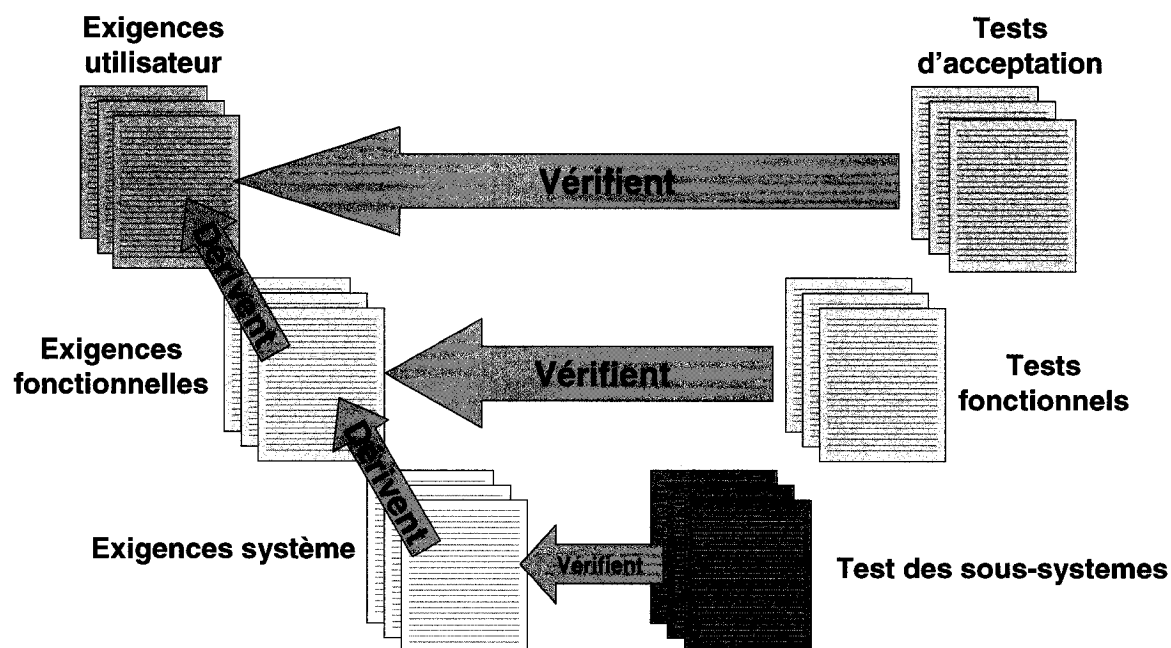 Exigences
utilisateur
Tests
d'acceptation
Vérifient
Dérivent
Exigences
fonctionnelles
Vérifient
Tests
fonctionnels
Dérivent
Exigences système
Vérifient
Test des sous-systemes